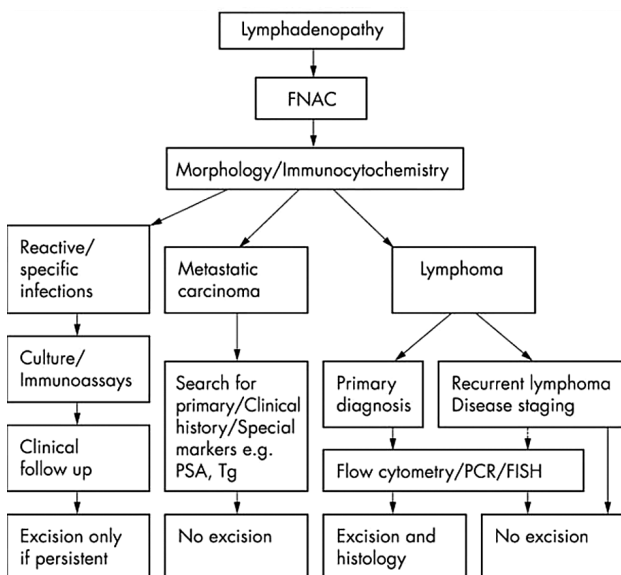 Lymphadenopathy
FNAC
Morphology/Immunocytochemistry
Reactive/
specific
infections
Metastatic
carcinoma
Lymphoma
Culture/
Immunoassays
Search for
primary/Clinical
history/Special
markers e.g.
PSA, Tg
Primary
diagnosis
Recurrent lymphoma
Disease staging
Clinical
follow up
Flow cytometry/PCR/FISH
Excision only
if persistent
No excision
Excision and
histology
No excision